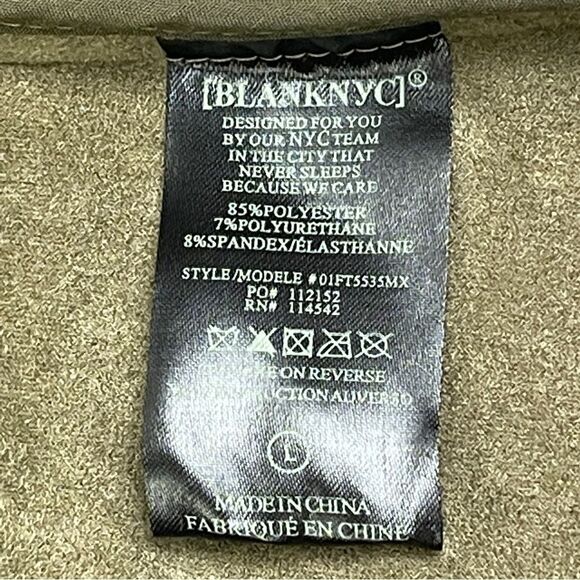 [BLANKNYC]®
DESIGNED FOR YOU
BY OUR NYC TEAM
IN THE CITY THAT
NEVER SLEEPS
BECAUSE WE CARE
85%POLYESTER
7%POLYURETHANE
8%SPANDEX/ÉLASTHANNE
STYLE/MODELE #01FT5535MX
PO# 112152
RN# 114542
ON REVERSE
L
MADE IN CHINA
FABRIQUÉ EN CHINE